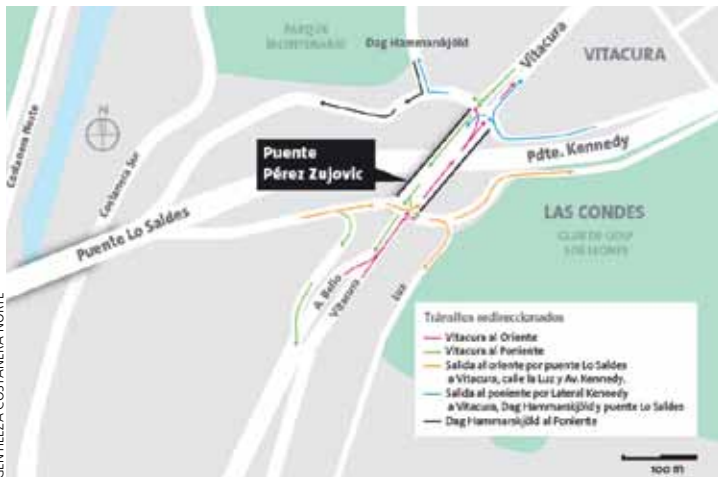 PARQUE
BICENTENARIO
Dag Hammarskjöld
Vitacura
VITACURA
N
Costanera Norte
Costanera Sur
Puente
Pérez Zujovic
Pdte. Kennedy
Puente Lo Saldes
LAS CONDES
CLUB DE GOLF
LOS LEONES
A. Bello
Vitacura
Luz
Tránsitos redireccionados
Vitacura al Oriente
Vitacura al Poniente
Salida al oriente por puente Lo Saldes
a Vitacura, calle la Luz y Av. Kennedy.
Salida al poniente por Lateral Kennedy
a Vitacura, Dag Hammarskjöld y puente Lo Saldes
Dag Hammarskjöld al Poniente
100 m
GENTILEZA COSTANERA NORTE